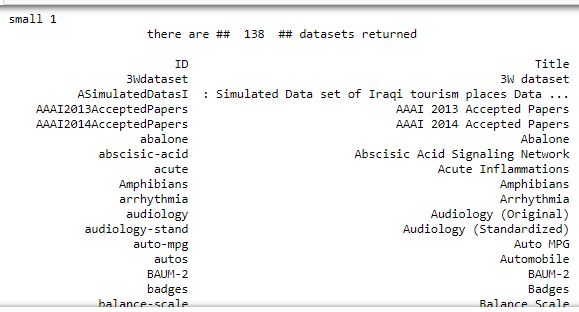 small 1
there are ## 138 ## datasets returned
ID Title
3Wdataset 3W dataset
ASimulatedDatasI : Simulated Data set of Iraqi tourism places Data ...
AAAI2013AcceptedPapers AAAI 2013 Accepted Papers
AAAI2014AcceptedPapers AAAI 2014 Accepted Papers
abalone Abalone
abscisic-acid Abscisic Acid Signaling Network
acute Acute Inflammations
Amphibians Amphibians
arrhythmia Arrhythmia
audiology Audiology (Original)
audiology-stand Audiology (Standardized)
auto-mpg Auto MPG
autos Automobile
BAUM-2 BAUM-2
badges Badges
balance-scale Balance Scale